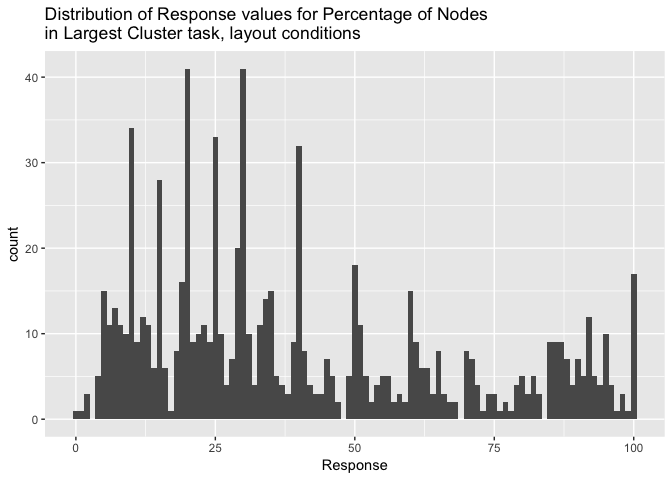 Distribution of Response values for Percentage of Nodes
in Largest Cluster task, layout conditions
40
30
20
10
0
count
0 25 50 75 100
Response